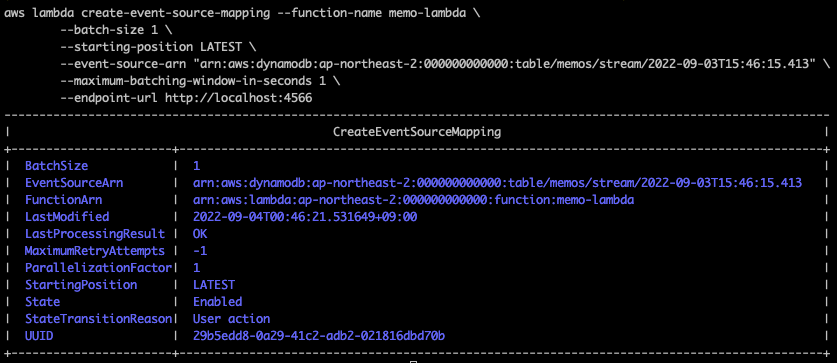 aws lambda create-event-source-mapping --function-name memo-lambda \
--batch-size 1 \
--starting-position LATEST \
--event-source-arn "arn:aws:dynamodb:ap-northeast-2:000000000000:table/memos/stream/2022-09-03T15:46:15.413" \
--maximum-batching-window-in-seconds 1 \
--endpoint-url http://localhost:4566
CreateEventSourceMapping
BatchSize | 1
EventSourceArn | arn:aws:dynamodb:ap-northeast-2:000000000000:table/memos/stream/2022-09-03T15:46:15.413
FunctionArn | arn:aws:lambda:ap-northeast-2:000000000000:function:memo-lambda
LastModified | 2022-09-04T00:46:21.531649+09:00
LastProcessingResult | OK
MaximumRetryAttempts | -1
ParallelizationFactor| 1
StartingPosition | LATEST
State | Enabled
StateTransitionReason| User action
UUID | 29b5edd8-0a29-41c2-adb2-021816dbd70b